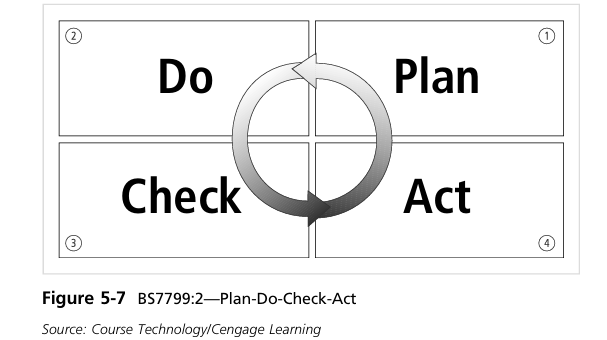 ② Do
Plan ①
Check
Act
③
④
Figure 5-7 BS7799:2—Plan-Do-Check-Act
Source: Course Technology/Cengage Learning